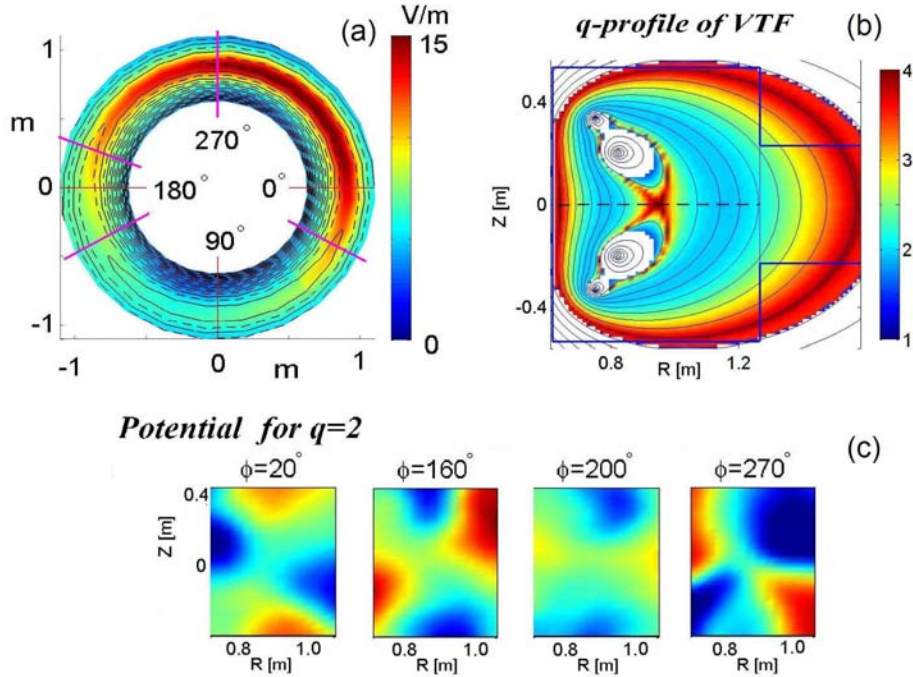 V/m
(a)
15
0
1
m
0
-1
-1
0
1
m
270°
180°
0°
90°
q-profile of VTF
(b)
0.4
0
-0.4
Z [m]
0.8
1.2
R [m]
4
3
2
1
Potential for q=2
(c)
ϕ=20°
ϕ=160°
ϕ=200°
ϕ=270°
0.4
0
Z [m]
0.8 1.0
R [m]
0.8 1.0
R [m]
0.8 1.0
R [m]
0.8 1.0
R [m]